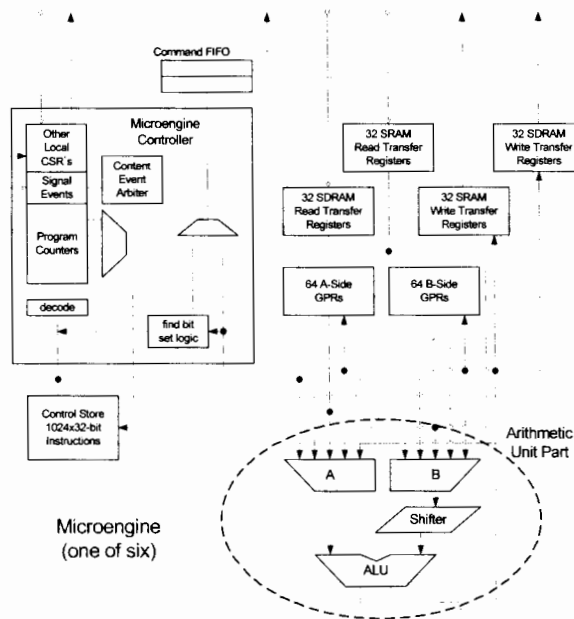 Command FIFO
Microengine
Controller
Other
Local
CSR's
Signal
Events
Program
Counters
Content
Event
Arbiter
decode
find bit
set logic
Control Store
1024x32-bit
Instructions
32 SRAM
Read Transfer
Registers
32 SDRAM
Write Transfer
Registers
32 SDRAM
Read Transfer
Registers
32 SRAM
Write Transfer
Registers
64 A-Side
GPRs
64 B-Side
GPRs
Arithmetic
Unit Part
A
B
Shifter
ALU
Microengine
(one of six)